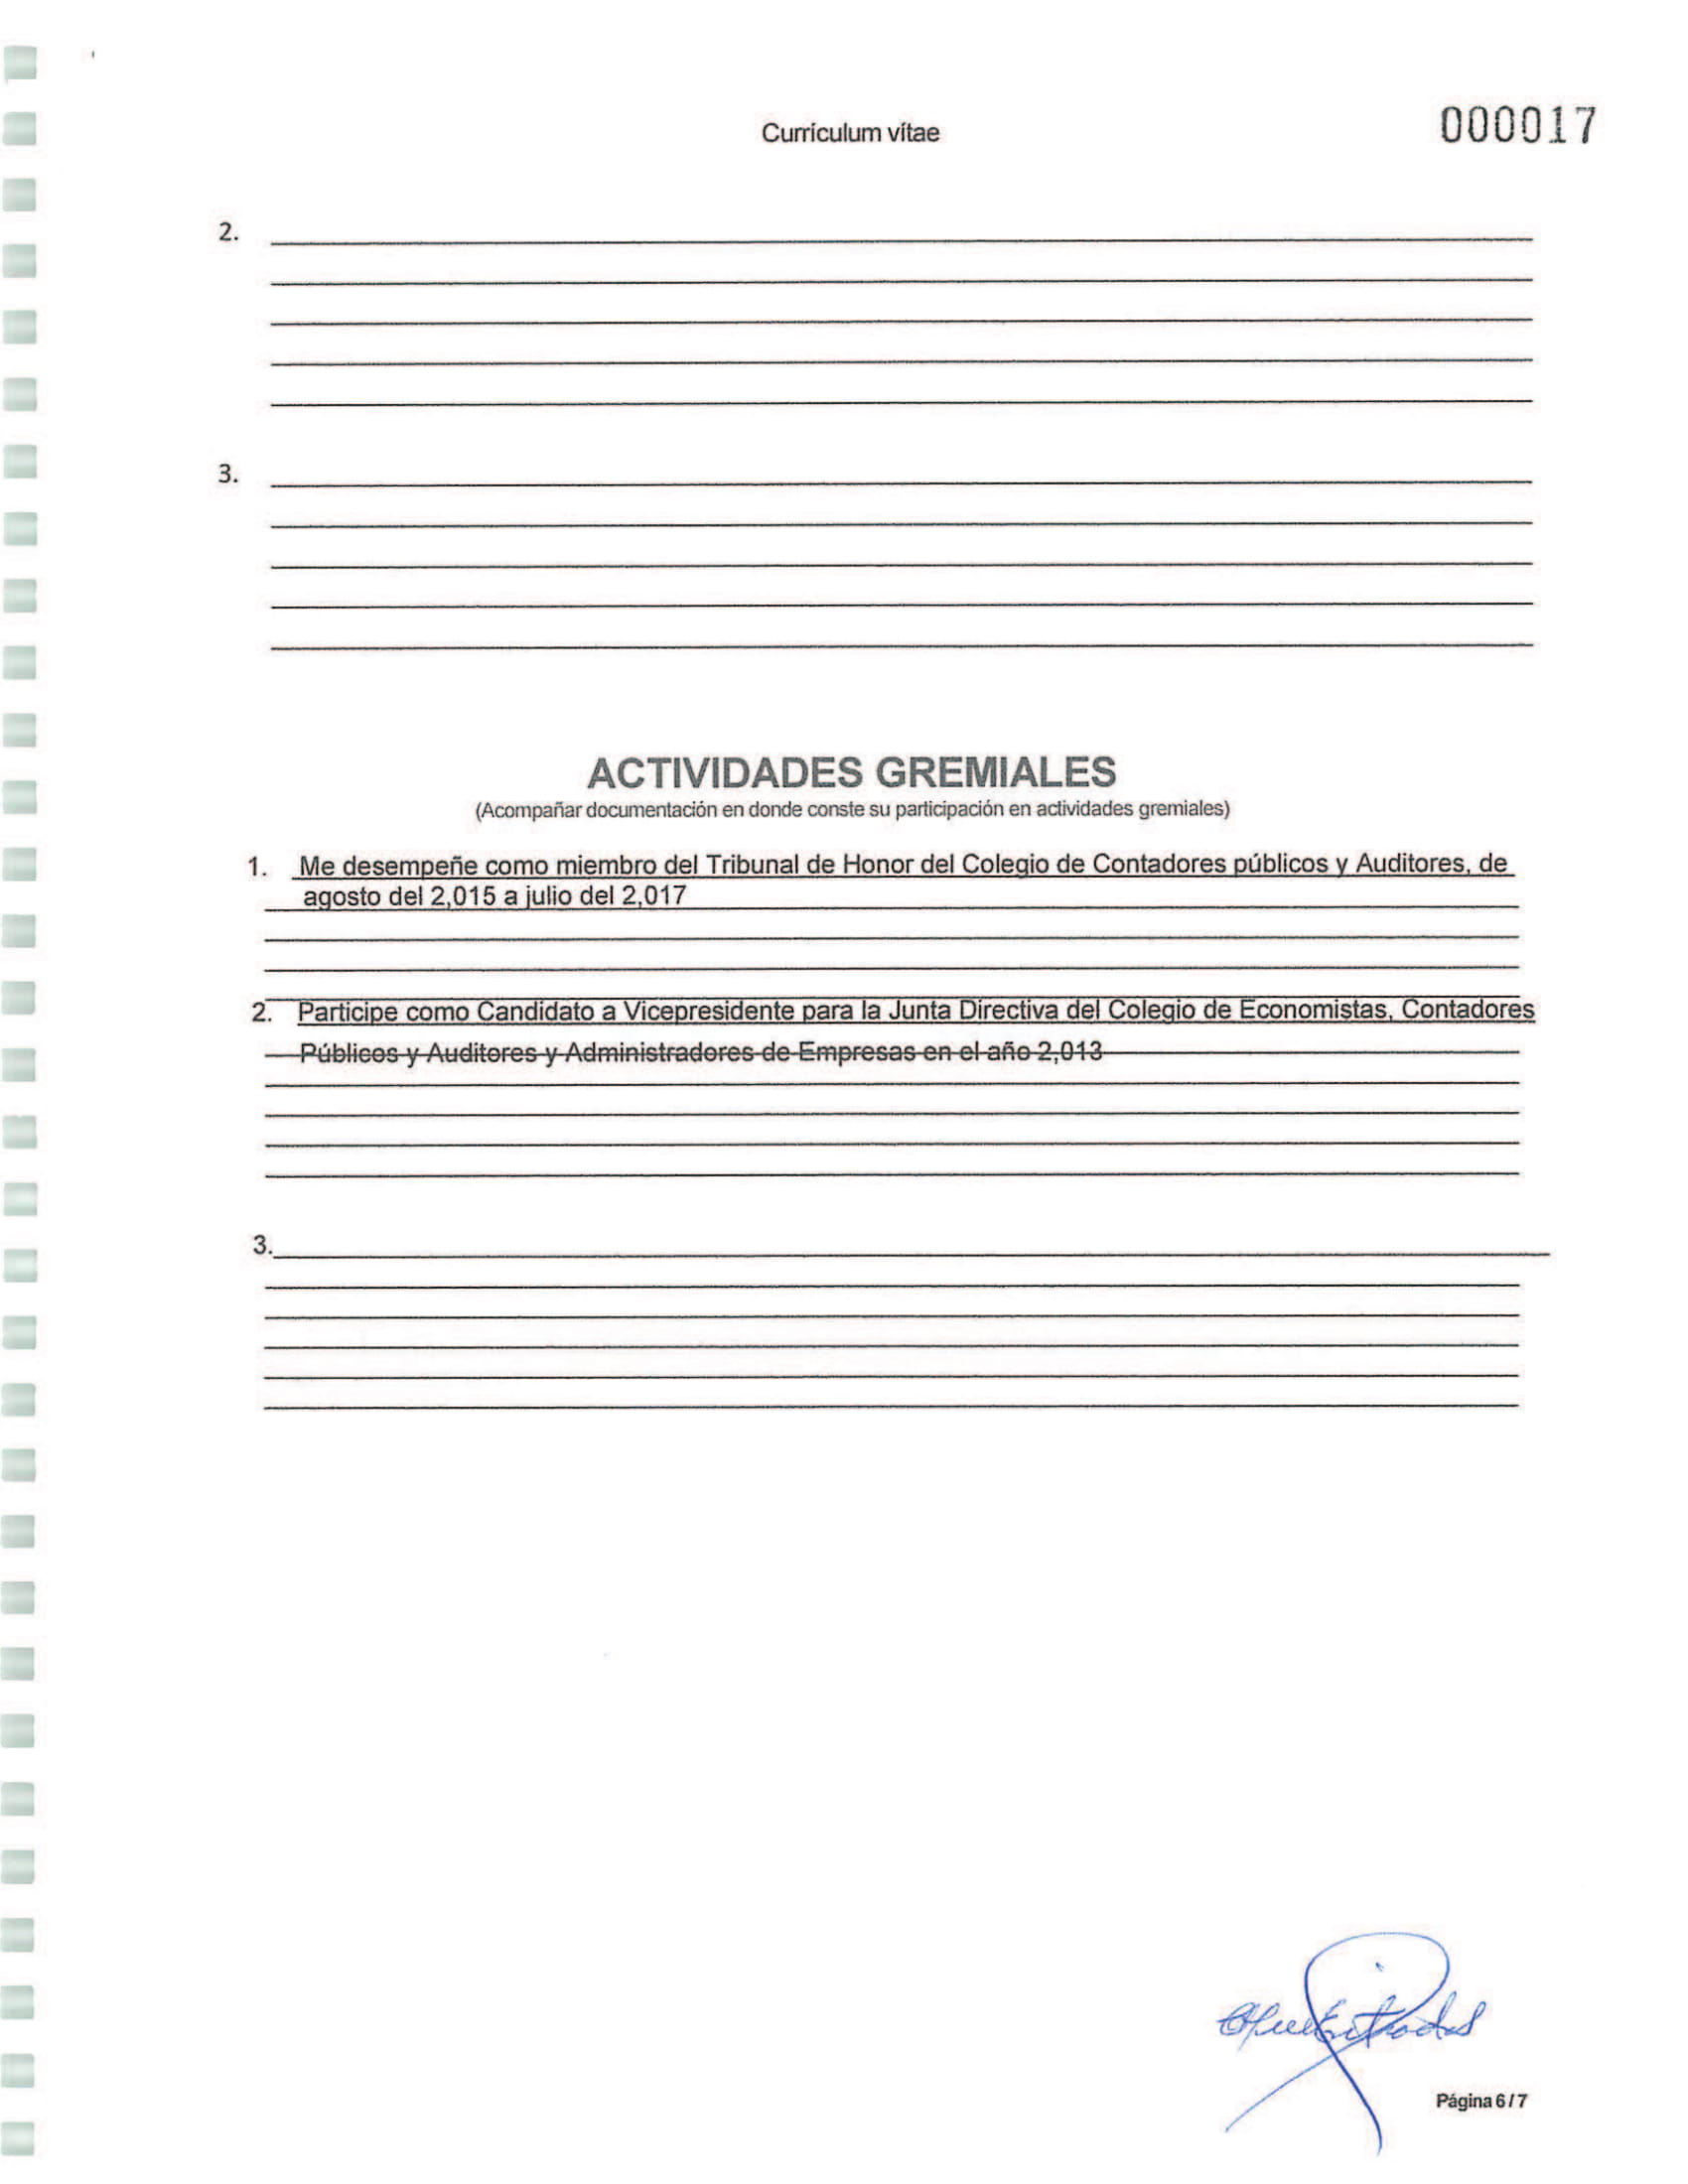 Currículum vítae
000017
2.
3.
ACTIVIDADES GREMIALES
(Acompañar documentación en donde conste su participación en actividades gremiales)
1. Me desempeñe como miembro del Tribunal de Honor del Colegio de Contadores públicos y Auditores, de
agosto del 2,015 a julio del 2,017
2. Participe como Candidato a Vicepresidente para la Junta Directiva del Colegio de Economistas, Contadores
Públicos y Auditores y Administradores de Empresas en el año 2,013
3.
Página 6 / 7